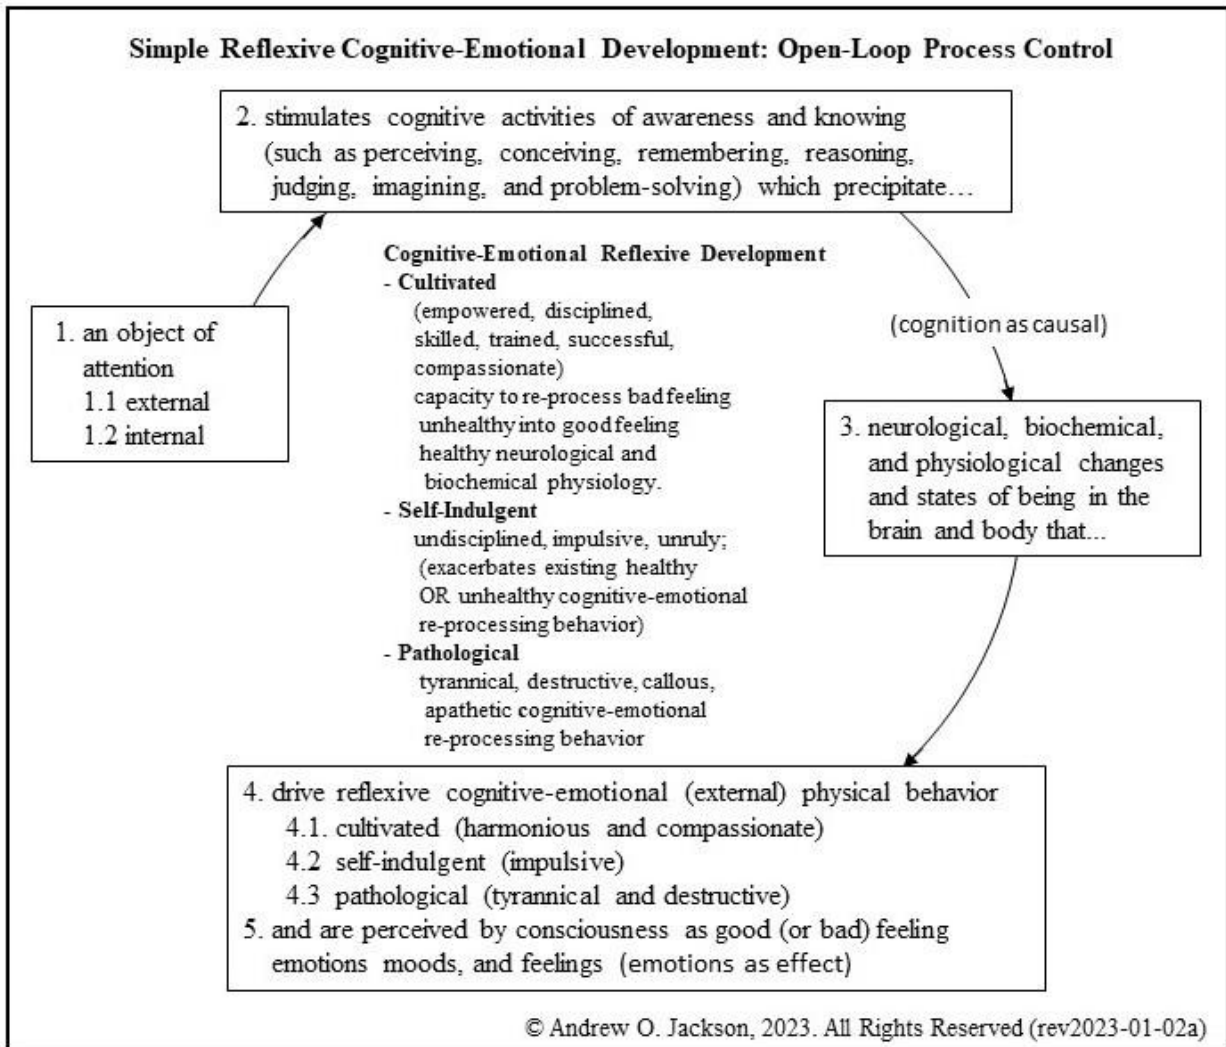 Simple Reflexive Cognitive-Emotional Development: Open-Loop Process Control
2. stimulates cognitive activities of awareness and knowing
(such as perceiving, conceiving, remembering, reasoning,
judging, imagining, and problem-solving) which precipitate…
1. an object of
attention
1.1 external
1.2 internal
Cognitive-Emotional Reflexive Development
- Cultivated
(empowered, disciplined,
skilled, trained, successful,
compassionate)
capacity to re-process bad feeling
unhealthy into good feeling
healthy neurological and
biochemical physiology.
- Self-Indulgent
undisciplined, impulsive, unruly;
(exacerbates existing healthy
OR unhealthy cognitive-emotional
re-processing behavior)
- Pathological
tyrannical, destructive, callous,
apathetic cognitive-emotional
re-processing behavior
(cognition as causal)
3. neurological, biochemical,
and physiological changes
and states of being in the
brain and body that...
4. drive reflexive cognitive-emotional (external) physical behavior
4.1. cultivated (harmonious and compassionate)
4.2 self-indulgent (impulsive)
4.3 pathological (tyrannical and destructive)
5. and are perceived by consciousness as good (or bad) feeling
emotions moods, and feelings (emotions as effect)
© Andrew O. Jackson, 2023. All Rights Reserved (rev2023-01-02a)